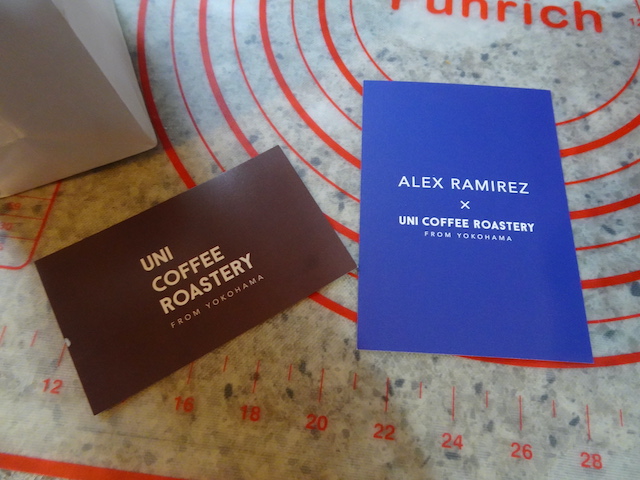 Punrich
ALEX RAMIREZ
×
UNI COFFEE ROASTERY
FROM YOKOHAMA
UNI
COFFEE
ROASTERY
FROM YOKOHAMA
12
16
18
20
22
24
26
28